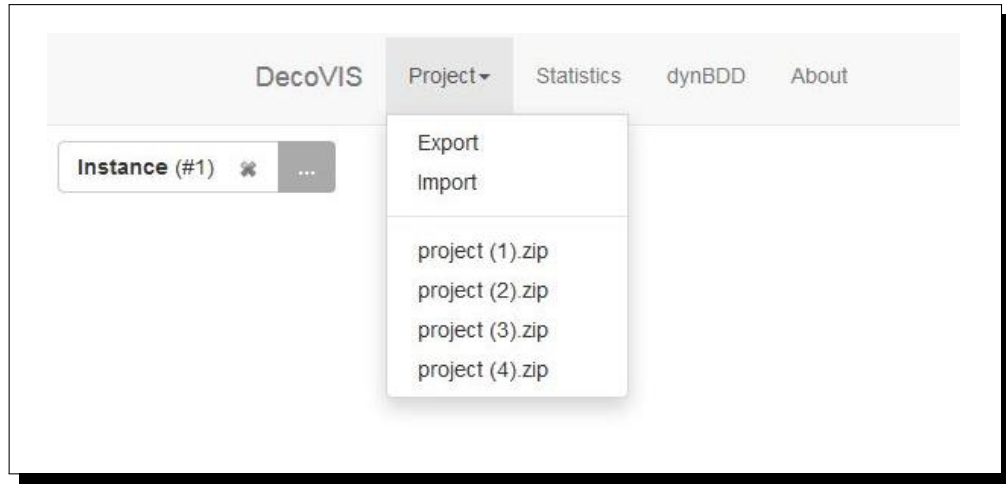 DecoVIS Project Statistics dynBDD About
Instance (#1) ✖ ...
Export
Import
project (1).zip
project (2).zip
project (3).zip
project (4).zip